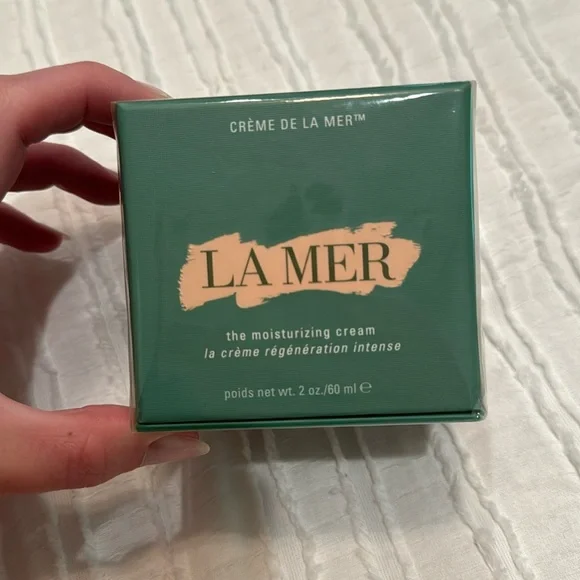 CRÈME DE LA MER™
LA MER
the moisturizing cream
la crème régénération intense
poids net wt. 2 oz./60 ml ℮